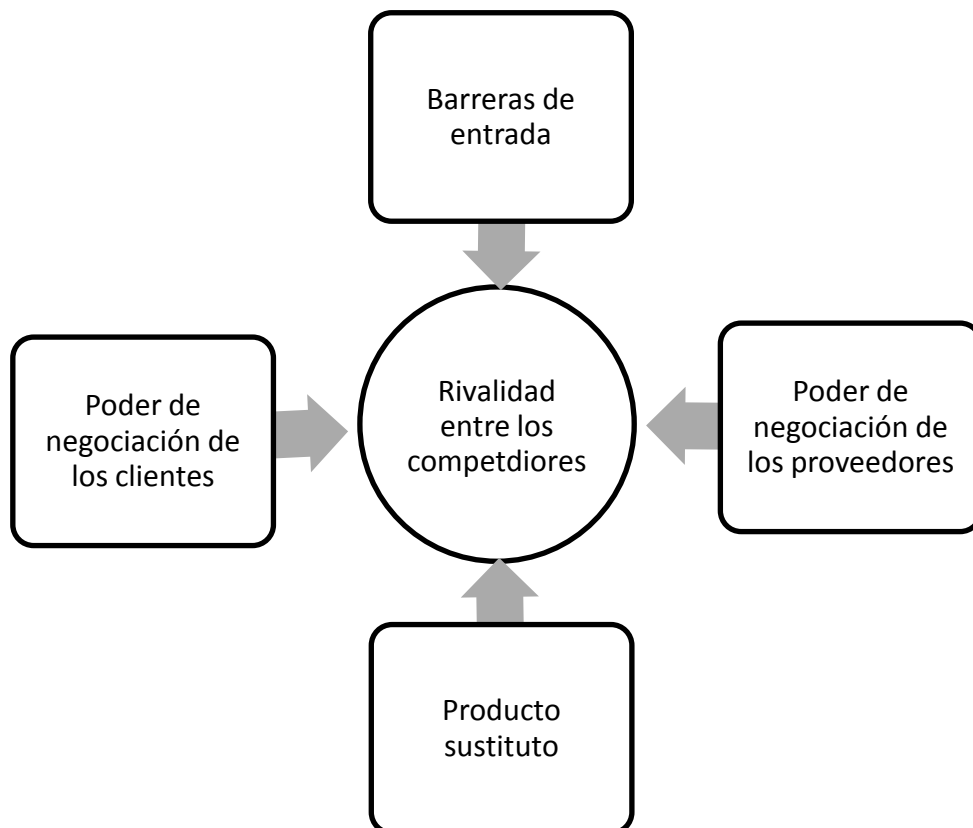 Barreras de
entrada
Poder de
negociación de
los clientes
Rivalidad
entre los
competdiores
Poder de
negociación de
los proveedores
Producto
sustituto